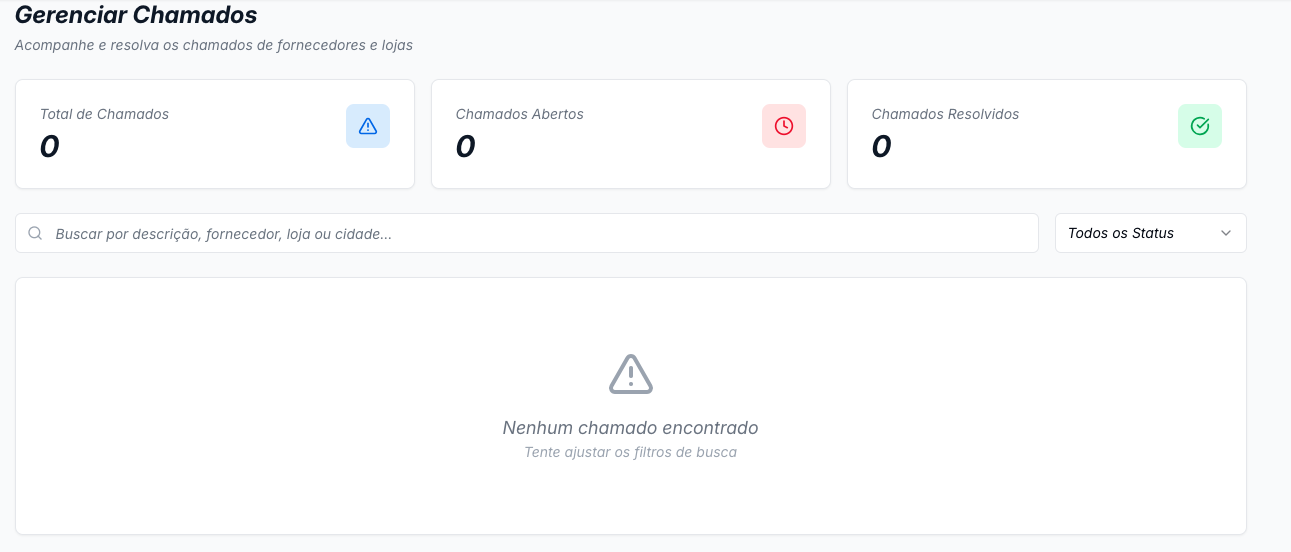 Gerenciar Chamados
Acompanhe e resolva os chamados de fornecedores e lojas
Total de Chamados
0
Chamados Abertos
0
Chamados Resolvidos
0
Buscar por descrição, fornecedor, loja ou cidade...
Todos os Status
Nenhum chamado encontrado
Tente ajustar os filtros de busca